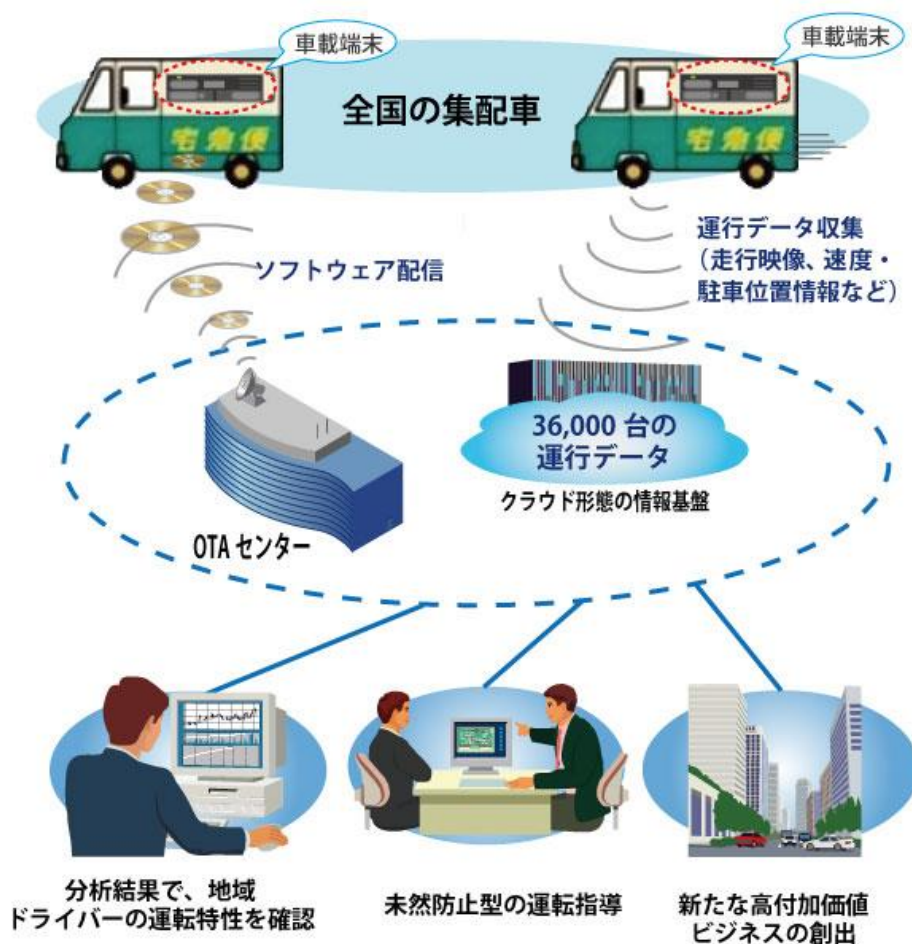 車載端末
車載端末
全国の集配車
宅急便
宅急便
ソフトウェア配信
運行データ収集
（走行映像、速度・
駐車位置情報など）
36,000 台の
運行データ
クラウド形態の情報基盤
OTA センター
分析結果で、地域
ドライバーの運転特性を確認
未然防止型の運転指導
新たな高付加価値
ビジネスの創出